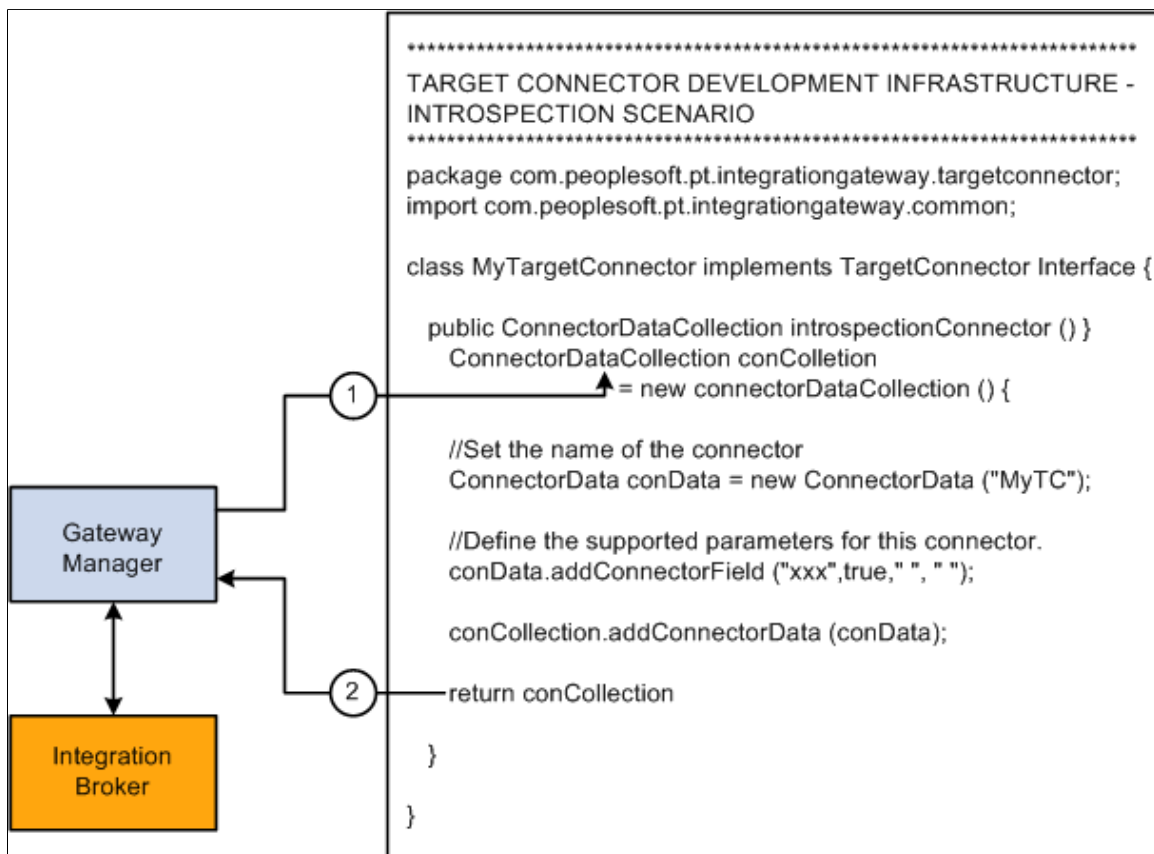 **************************************************************************
TARGET CONNECTOR DEVELOPMENT INFRASTRUCTURE -
INTROSPECTION SCENARIO
**************************************************************************
package com.peoplesoft.pt.integrationgateway.targetconnector;
import com.peoplesoft.pt.integrationgateway.common;
class MyTargetConnector implements TargetConnector Interface {
public ConnectorDataCollection introspectionConnector () }
ConnectorDataCollection conColletion
= new connectorDataCollection () {
//Set the name of the connector
ConnectorData conData = new ConnectorData ("MyTC");
//Define the supported parameters for this connector.
conData.addConnectorField ("xxx",true," ", " ");
conCollection.addConnectorData (conData);
return conCollection
}
}
1
2
Gateway
Manager
Integration
Broker